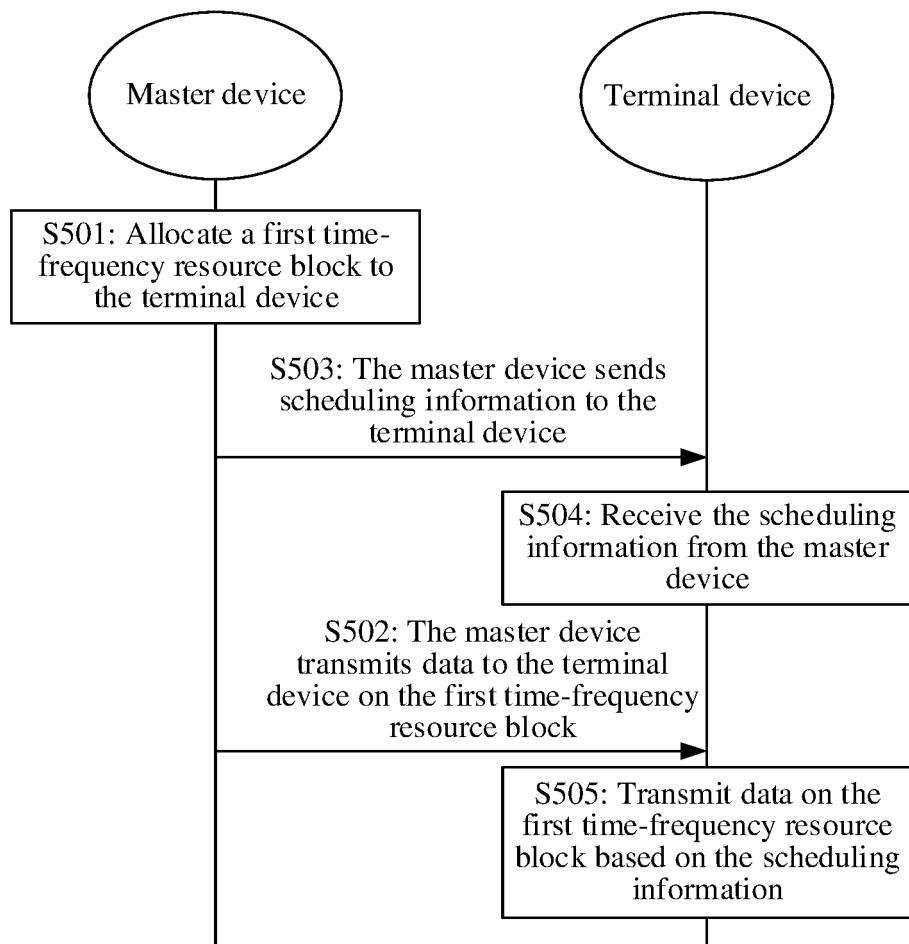 Master device
Terminal device
S501: Allocate a first time-
frequency resource block to
the terminal device
S503: The master device sends
scheduling information to the
terminal device
S504: Receive the scheduling
information from the master
device
S502: The master device
transmits data to the terminal
device on the first time-frequency
resource block
S505: Transmit data on the
first time-frequency resource
block based on the scheduling
information